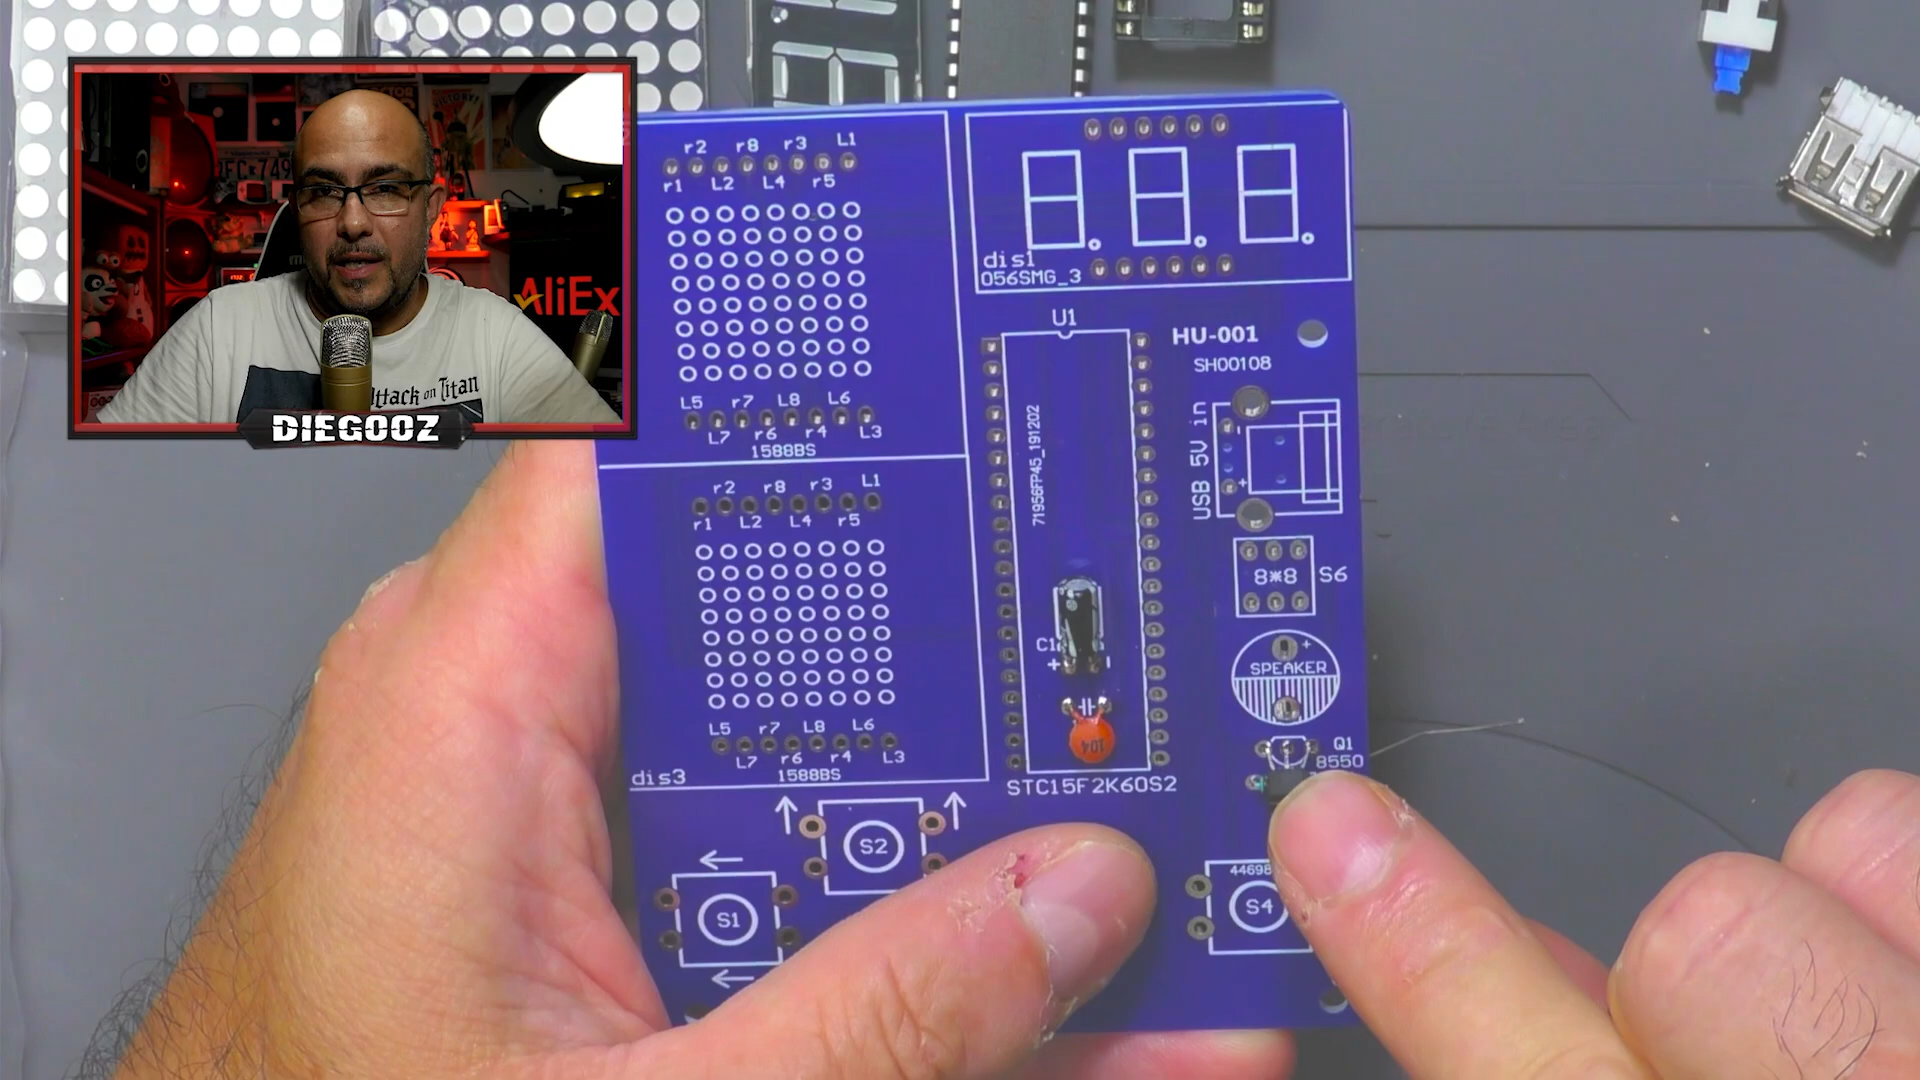 VICTORY!
AliEx
Attack on Titan
DIEGOOZ
r2 r8 r3 L1
r1 L2 L4 r5
L5 r7 L8 L6
L7 r6 r4 L3
1588BS
r2 r8 r3 L1
r1 L2 L4 r5
L5 r7 L8 L6
L7 r6 r4 L3
dis3 1588BS
dis1
056SMG_3
U1
HU-001
SH00108
71956FP45_191202
USB 5V in
+
8*8 S6
C1
+
104
SPEAKER
+
Q1
8550
STC15F2K60S2
S2
S1
44698
S4